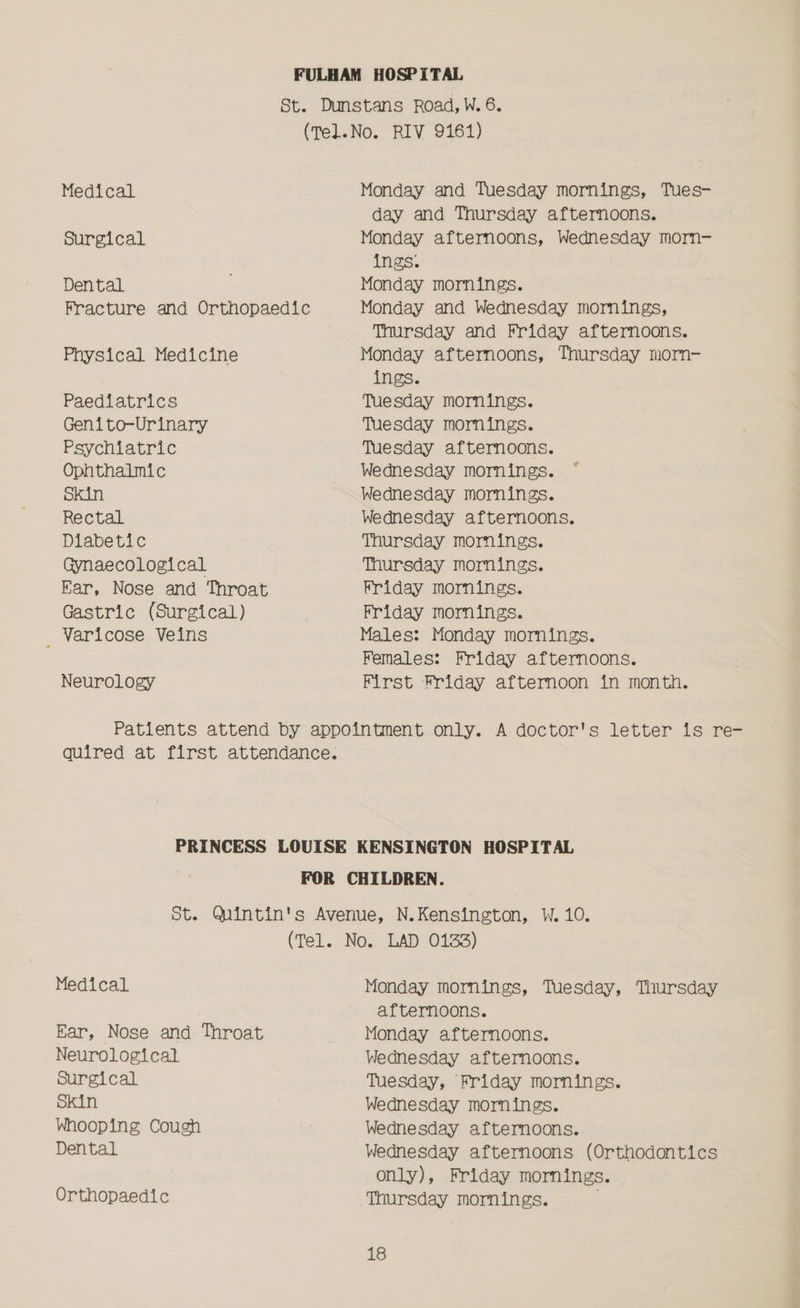 FULHAM HOSPITAL
St. Dunstans Road, W.6.
(Tel.No. RIV 9161)
Medical Monday and Tuesday mornings, Tues-
day and Thursday afternoons.
Surgical Monday afternoons, Wednesday morn-
ings.
Dental Monday mornings.
Fracture and Orthopaedic Monday and Wednesday mornings,
Thursday and Friday afternoons.
Physical Medicine Monday afternoons, Thursday morn-
ings.
Paediatrics Tuesday mornings.
Genito-Urinary Tuesday mornings.
Psychiatric Tuesday afternoons.
Ophthalmic Wednesday mornings.
Skin Wednesday mornings.
Rectal Wednesday afternoons.
Diabetic Thursday mornings.
Gynaecological Thursday mornings.
Ear, Nose and Throat Friday mornings.
Gastric (Surgical) Friday mornings.
Varicose Veins Males: Monday mornings.
Females: Friday afternoons.
Neurology First Friday afternoon in month.
Patients attend by appointment only. A doctor's letter is re-
quired at first attendance.
PRINCESS LOUISE KENSINGTON HOSPITAL
FOR CHILDREN.
St. Quintin's Avenue, N.Kensington, W.10.
(Tel. No. LAD 0133)
Medical Monday mornings, Tuesday, Thursday
afternoons.
Ear, Nose and Throat Monday afternoons.
Neurological Wednesday afternoons.
Surgical Tuesday, Friday mornings.
Skin Wednesday mornings.
Whooping Cough Wednesday afternoons.
Dental Wednesday afternoons (Orthodontics
only), Friday mornings.
Orthopaedic Thursday mornings.
18